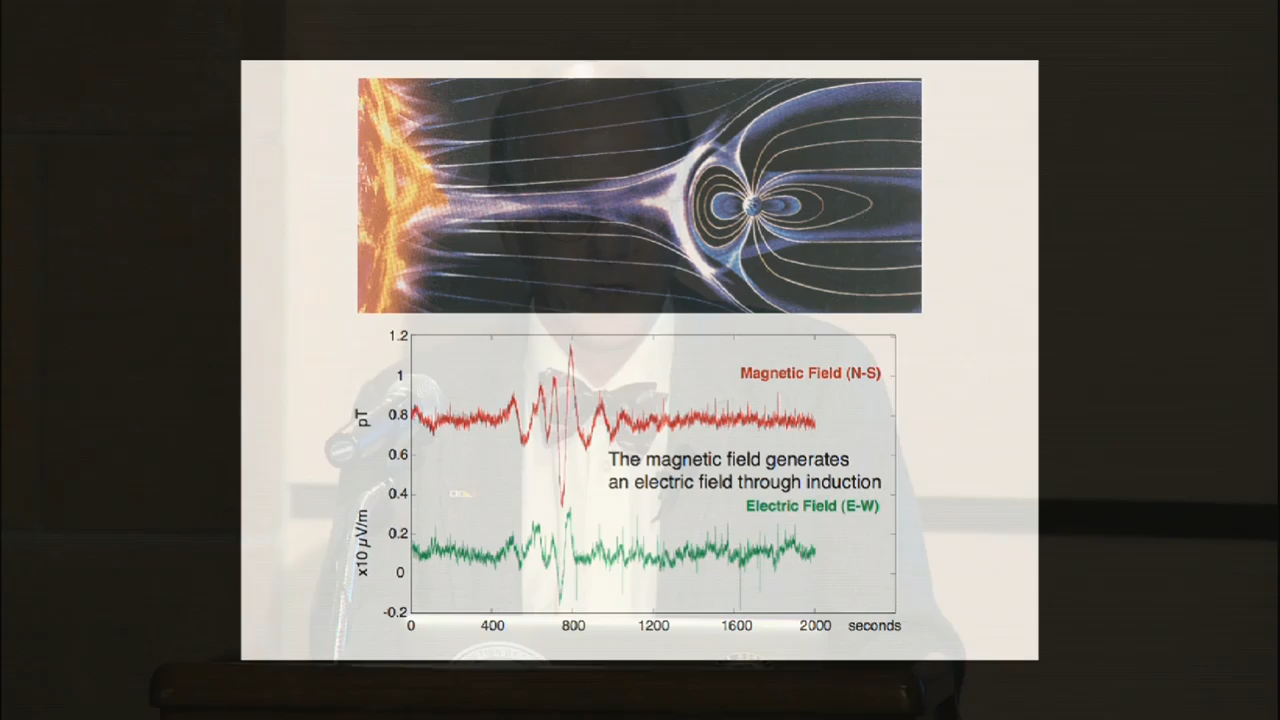 1.2
1
0.8
0.6
0.4
0.2
0
-0.2
pT
x10 µV/m
Magnetic Field (N-S)
The magnetic field generates
an electric field through induction
Electric Field (E-W)
0 400 800 1200 1600 2000 seconds